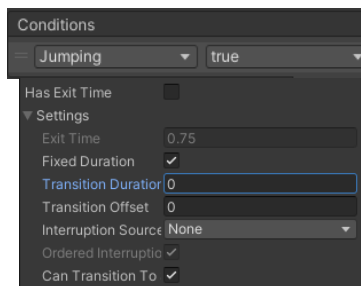 Conditions
Jumping true
Has Exit Time
Settings
Exit Time 0.75
Fixed Duration
Transition Duration 0
Transition Offset 0
Interruption Source None
Ordered Interruptio
Can Transition To